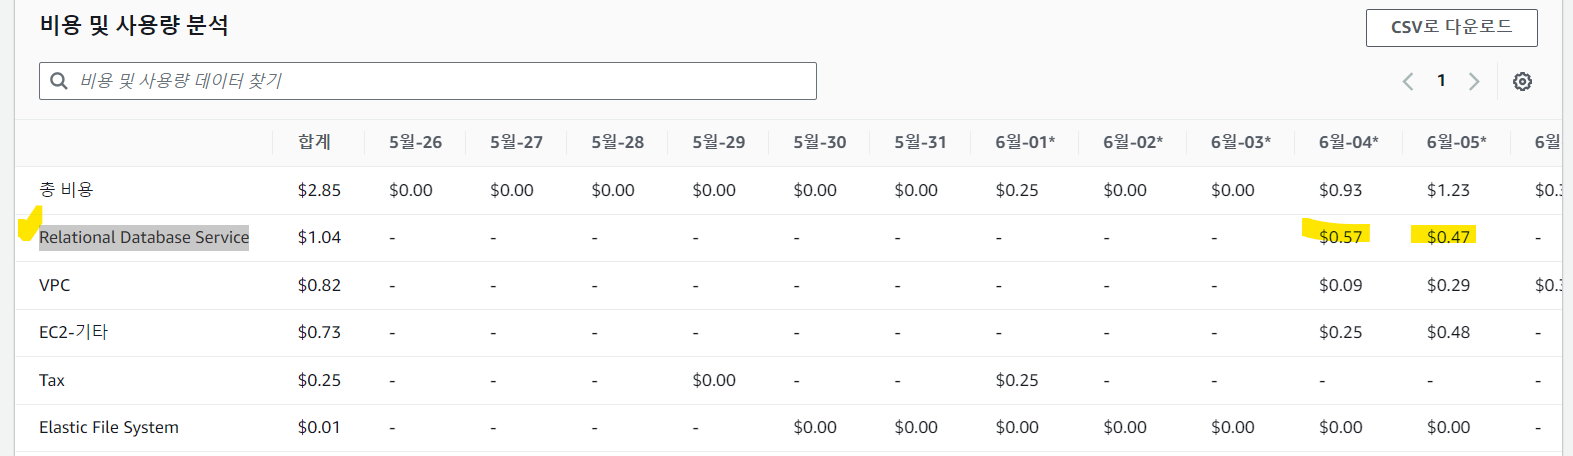 비용 및 사용량 분석
CSV로 다운로드
비용 및 사용량 데이터 찾기
1
합계 5월-26 5월-27 5월-28 5월-29 5월-30 5월-31 6월-01* 6월-02* 6월-03* 6월-04* 6월-05* 6월
총 비용 $2.85 $0.00 $0.00 $0.00 $0.00 $0.00 $0.00 $0.25 $0.00 $0.00 $0.93 $1.23
Relational Database Service $1.04 - - - - - - - - - $0.57 $0.47 -
VPC $0.82 - - - - - - - - - $0.09 $0.29
EC2-기타 $0.73 - - - - - - - - - $0.25 $0.48 -
Tax $0.25 - - - $0.00 - - $0.25 - - - - -
Elastic File System $0.01 - - - - $0.00 $0.00 $0.00 $0.00 $0.00 $0.00 $0.00 -